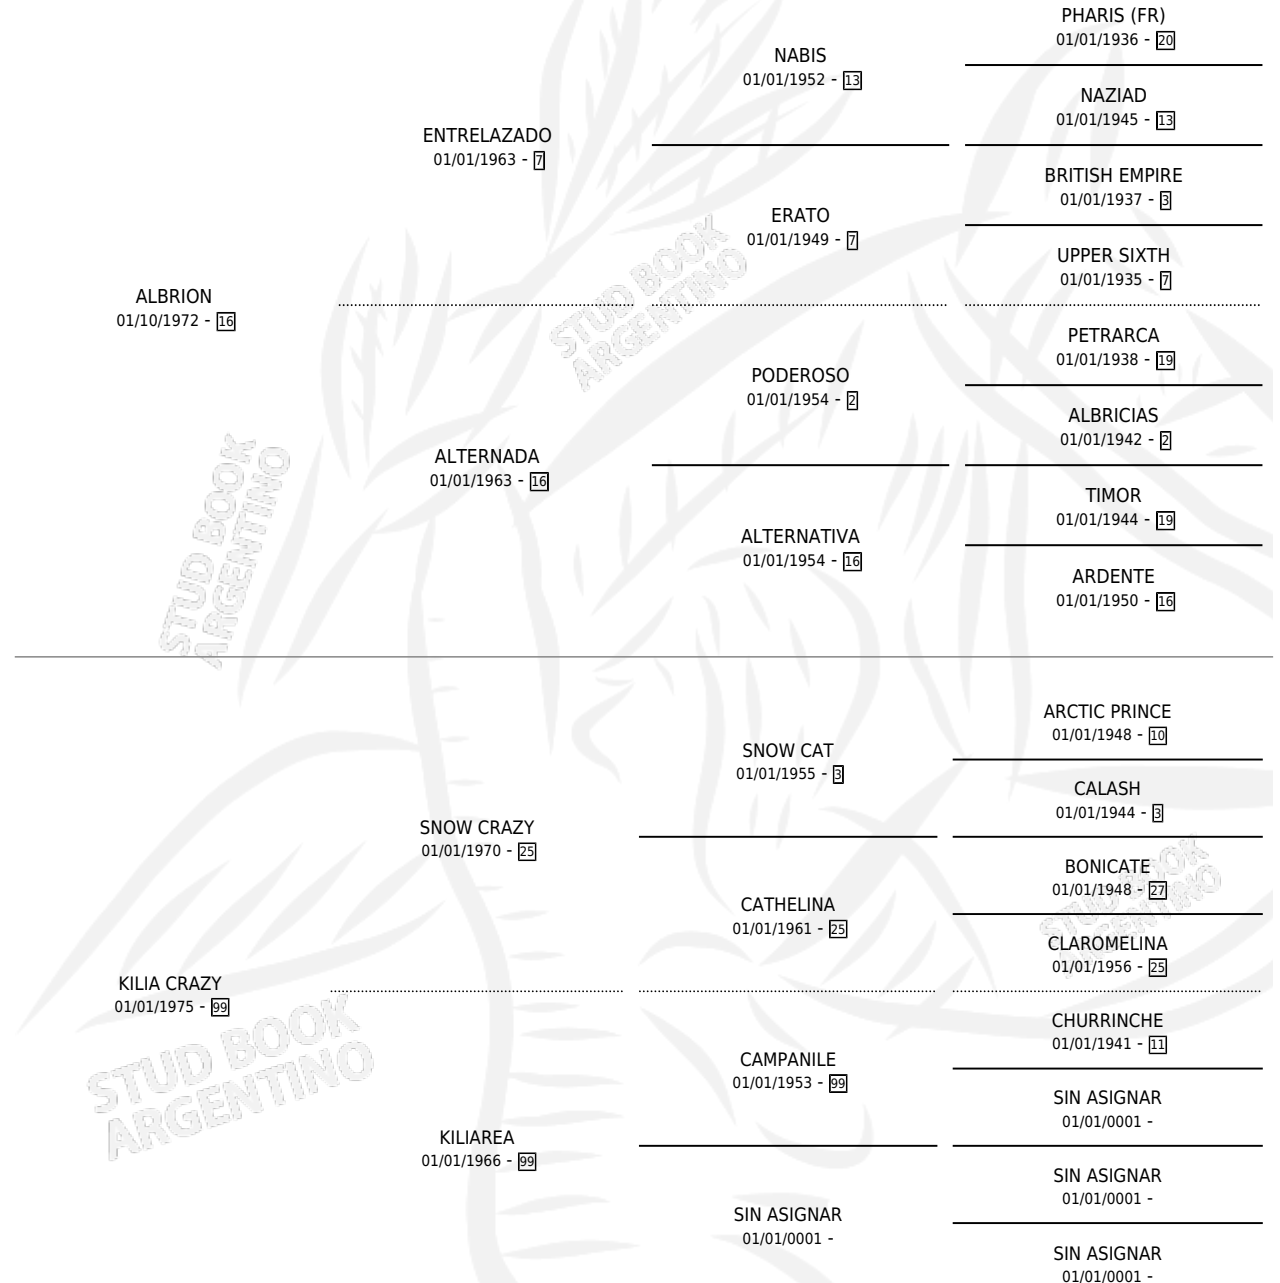 PHARIS (FR)
01/01/1936 - 20
NABIS
01/01/1952 - 13
NAZIAD
01/01/1945 - 13
ENTRELAZADO
01/01/1963 - 7
BRITISH EMPIRE
01/01/1937 - 3
ERATO
01/01/1949 - 7
UPPER SIXTH
01/01/1935 - 7
ALBRION
01/10/1972 - 16
PETRARCA
01/01/1938 - 19
PODEROSO
01/01/1954 - 2
ALBRICIAS
01/01/1942 - 2
ALTERNADA
01/01/1963 - 16
TIMOR
01/01/1944 - 19
ALTERNATIVA
01/01/1954 - 16
ARDENTE
01/01/1950 - 16
STUD BOOK
ARGENTINO
STUD BOOK
ARGENTINO
ARCTIC PRINCE
01/01/1948 - 10
SNOW CAT
01/01/1955 - 3
CALASH
01/01/1944 - 3
SNOW CRAZY
01/01/1970 - 25
BONICATE
01/01/1948 - 27
CATHELINA
01/01/1961 - 25
CLAROMELINA
01/01/1956 - 25
KILIA CRAZY
01/01/1975 - 99
CHURRINCHE
01/01/1941 - 11
CAMPANILE
01/01/1953 - 99
SIN ASIGNAR
01/01/0001 -
KILIAREA
01/01/1966 - 99
SIN ASIGNAR
01/01/0001 -
SIN ASIGNAR
01/01/0001 -
SIN ASIGNAR
01/01/0001 -
STUD BOOK
ARGENTINO
STUD BOOK
ARGENTINO